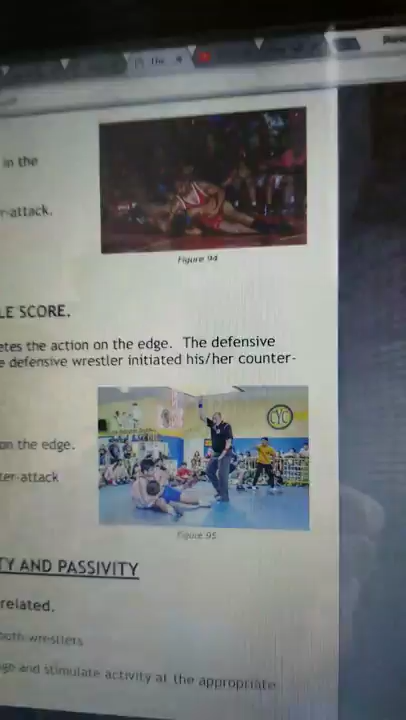 in the
r-attack.
Figure 94
LE SCORE.
etes the action on the edge. The defensive
e defensive wrestler initiated his/her counter-
CYC
on the edge.
ter-attack
Figure 95
TY AND PASSIVITY
related.
both wrestlers
ge and stimulate activity at the appropriate